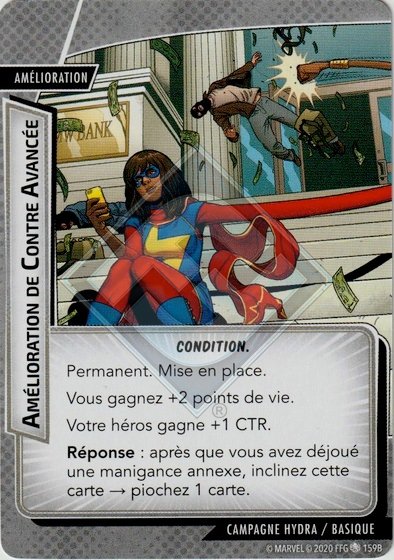 AMÉLIORATION
AMÉLIORATION DE CONTRE AVANCÉE
BANK
CONDITION.
Permanent. Mise en place.
Vous gagnez +2 points de vie.
Votre héros gagne +1 CTR.
Réponse : après que vous avez déjoué
une manigance annexe, inclinez cette
carte → piochez 1 carte.
®
CAMPAGNE HYDRA / BASIQUE
© MARVEL © 2020 FFG 159B